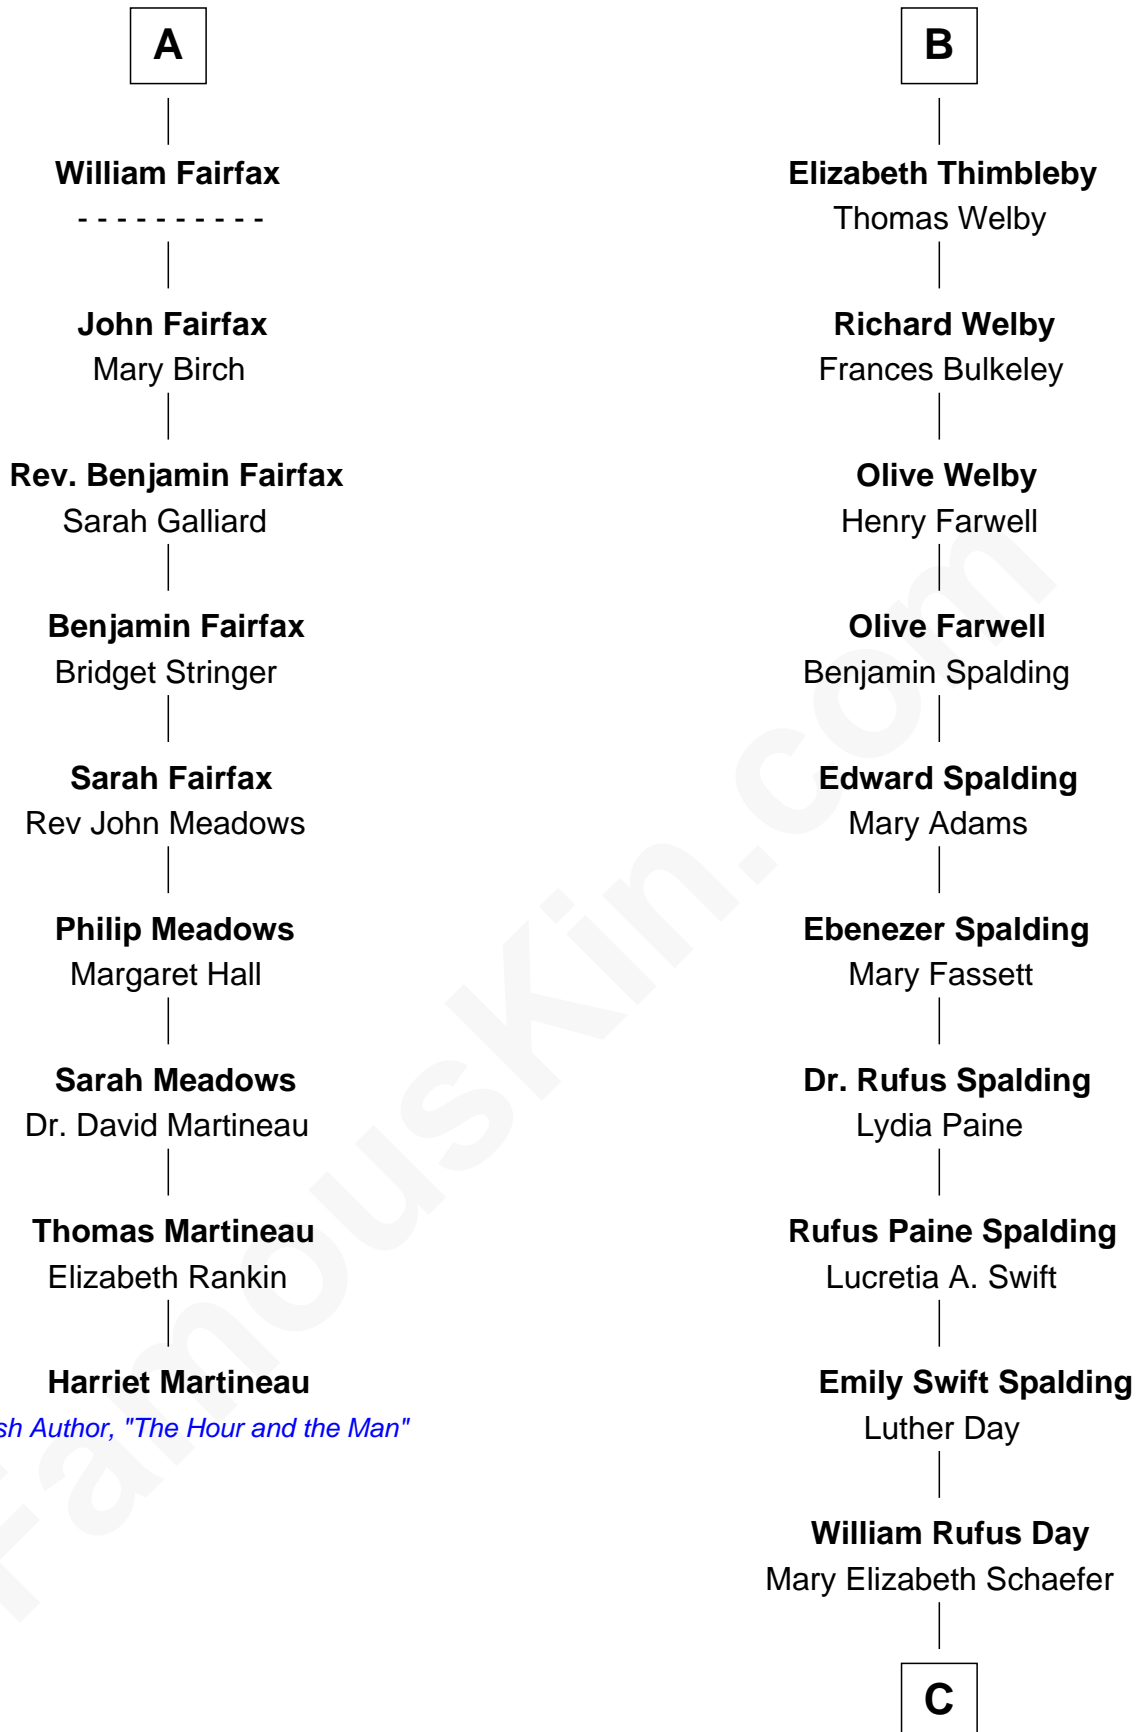 A
William Fairfax
- - - - - - - - - -
John Fairfax
Mary Birch
Rev. Benjamin Fairfax
Sarah Galliard
Benjamin Fairfax
Bridget Stringer
Sarah Fairfax
Rev John Meadows
Philip Meadows
Margaret Hall
Sarah Meadows
Dr. David Martineau
Thomas Martineau
Elizabeth Rankin
Harriet Martineau
sh Author, "The Hour and the Man"
B
Elizabeth Thimbleby
Thomas Welby
Richard Welby
Frances Bulkeley
Olive Welby
Henry Farwell
Olive Farwell
Benjamin Spalding
Edward Spalding
Mary Adams
Ebenezer Spalding
Mary Fassett
Dr. Rufus Spalding
Lydia Paine
Rufus Paine Spalding
Lucretia A. Swift
Emily Swift Spalding
Luther Day
William Rufus Day
Mary Elizabeth Schaefer
C
FamousKin.com